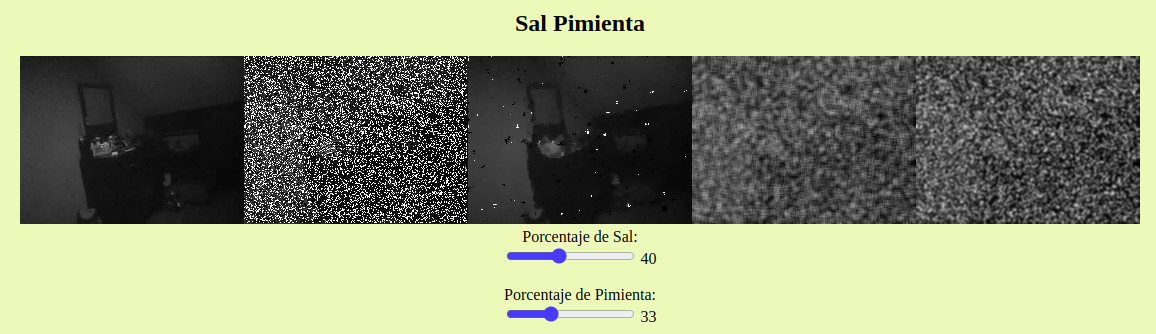 Sal Pimienta
Porcentaje de Sal:
40
Porcentaje de Pimienta:
33